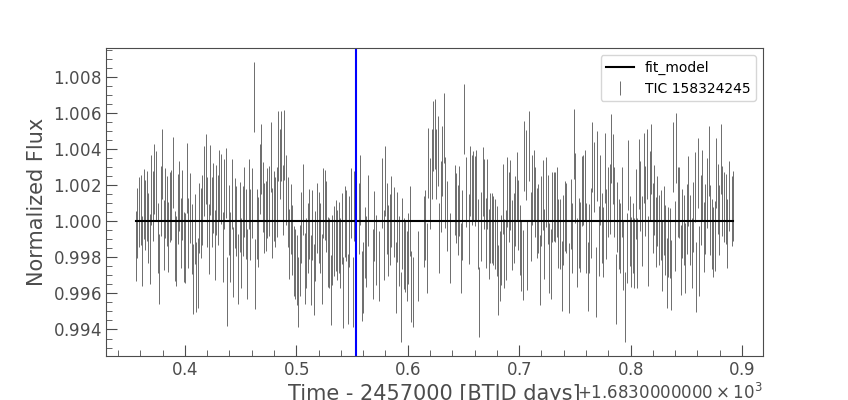 1.008
1.006
1.004
1.002
1.000
0.998
0.996
0.994
Normalized Flux
fit_model
TIC 158324245
0.4 0.5 0.6 0.7 0.8 0.9
Time - 2457000 [BTJD days]
+1.6830000000 × 10³